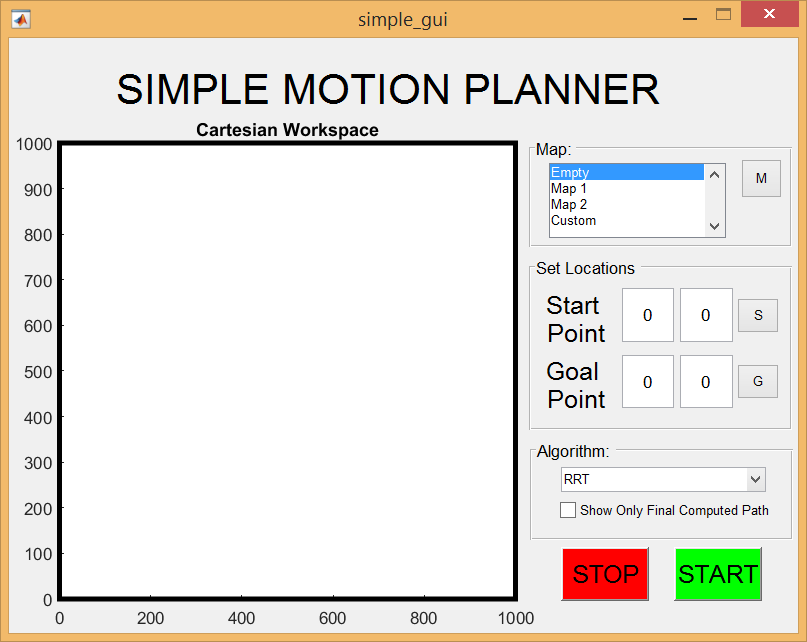 simple_gui
SIMPLE MOTION PLANNER
Cartesian Workspace
1000
900
800
700
600
500
400
300
200
100
0
0 200 400 600 800 1000
Map:
Empty
Map 1
Map 2
Custom
M
Set Locations
Start
Point
0 0 S
Goal
Point
0 0 G
Algorithm:
RRT
Show Only Final Computed Path
STOP START